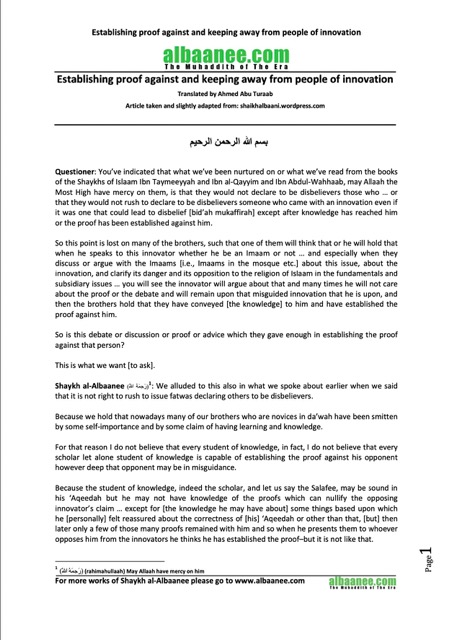 Establishing proof against and keeping away from people of innovation
albaanee.com
The Muhaddith of The Era
Establishing proof against and keeping away from people of innovation
Translated by Ahmed Abu Turaab
Article taken and slightly adapted from: shaikhalbaani.wordpress.com
بسم الله الرحمن الرحيم
Questioner: You've indicated that what we've been nurtured on or what we've read from the books
of the Shaykhs of Islaam Ibn Taymeeyyah and Ibn al-Qayyim and Ibn Abdul-Wahhaab, may Allaah the
Most High have mercy on them, is that they would not declare to be disbelievers those who … or
that they would not rush to declare to be disbelievers someone who came with an innovation even if
it was one that could lead to disbelief [bid'ah mukaffirah] except after knowledge has reached him
or the proof has been established against him.
So this point is lost on many of the brothers, such that one of them will think that or he will hold that
when he speaks to this innovator whether he be an Imaam or not … and especially when they
discuss or argue with the Imaams [i.e., Imaams in the mosque etc.] about this issue, about the
innovation, and clarify its danger and its opposition to the religion of Islaam in the fundamentals and
subsidiary issues … you will see the innovator will argue about that and many times he will not care
about the proof or the debate and will remain upon that misguided innovation that he is upon, and
then the brothers hold that they have conveyed [the knowledge] to him and have established the
proof against him.
So is this debate or discussion or proof or advice which they gave enough in establishing the proof
against that person?
This is what we want [to ask].
Shaykh al-Albaanee (رَحِمَهُ اللهُ)1: We alluded to this also in what we spoke about earlier when we said
that it is not right to rush to issue fatwas declaring others to be disbelievers.
Because we hold that nowadays many of our brothers who are novices in da'wah have been smitten
by some self-importance and by some claim of having learning and knowledge.
For that reason I do not believe that every student of knowledge, in fact, I do not believe that every
scholar let alone student of knowledge is capable of establishing the proof against his opponent
however deep that opponent may be in misguidance.
Because the student of knowledge, indeed the scholar, and let us say the Salafee, may be sound in
his 'Aqeedah but he may not have knowledge of the proofs which can nullify the opposing
innovator's claim … except for [the knowledge he may have about] some things based upon which
he [personally] felt reassured about the correctness of [his] 'Aqeedah or other than that, [but] then
later only a few of those many proofs remained with him and so when he presents them to whoever
opposes him from the innovators he thinks he has established the proof–but it is not like that.
Page1
1 (رَحِمَهُ اللهُ) (rahimahullaah) May Allaah have mercy on him
For more works of Shaykh al-Albaanee please go to www.albaanee.com
albaanee.com
The Muhaddith of The Era